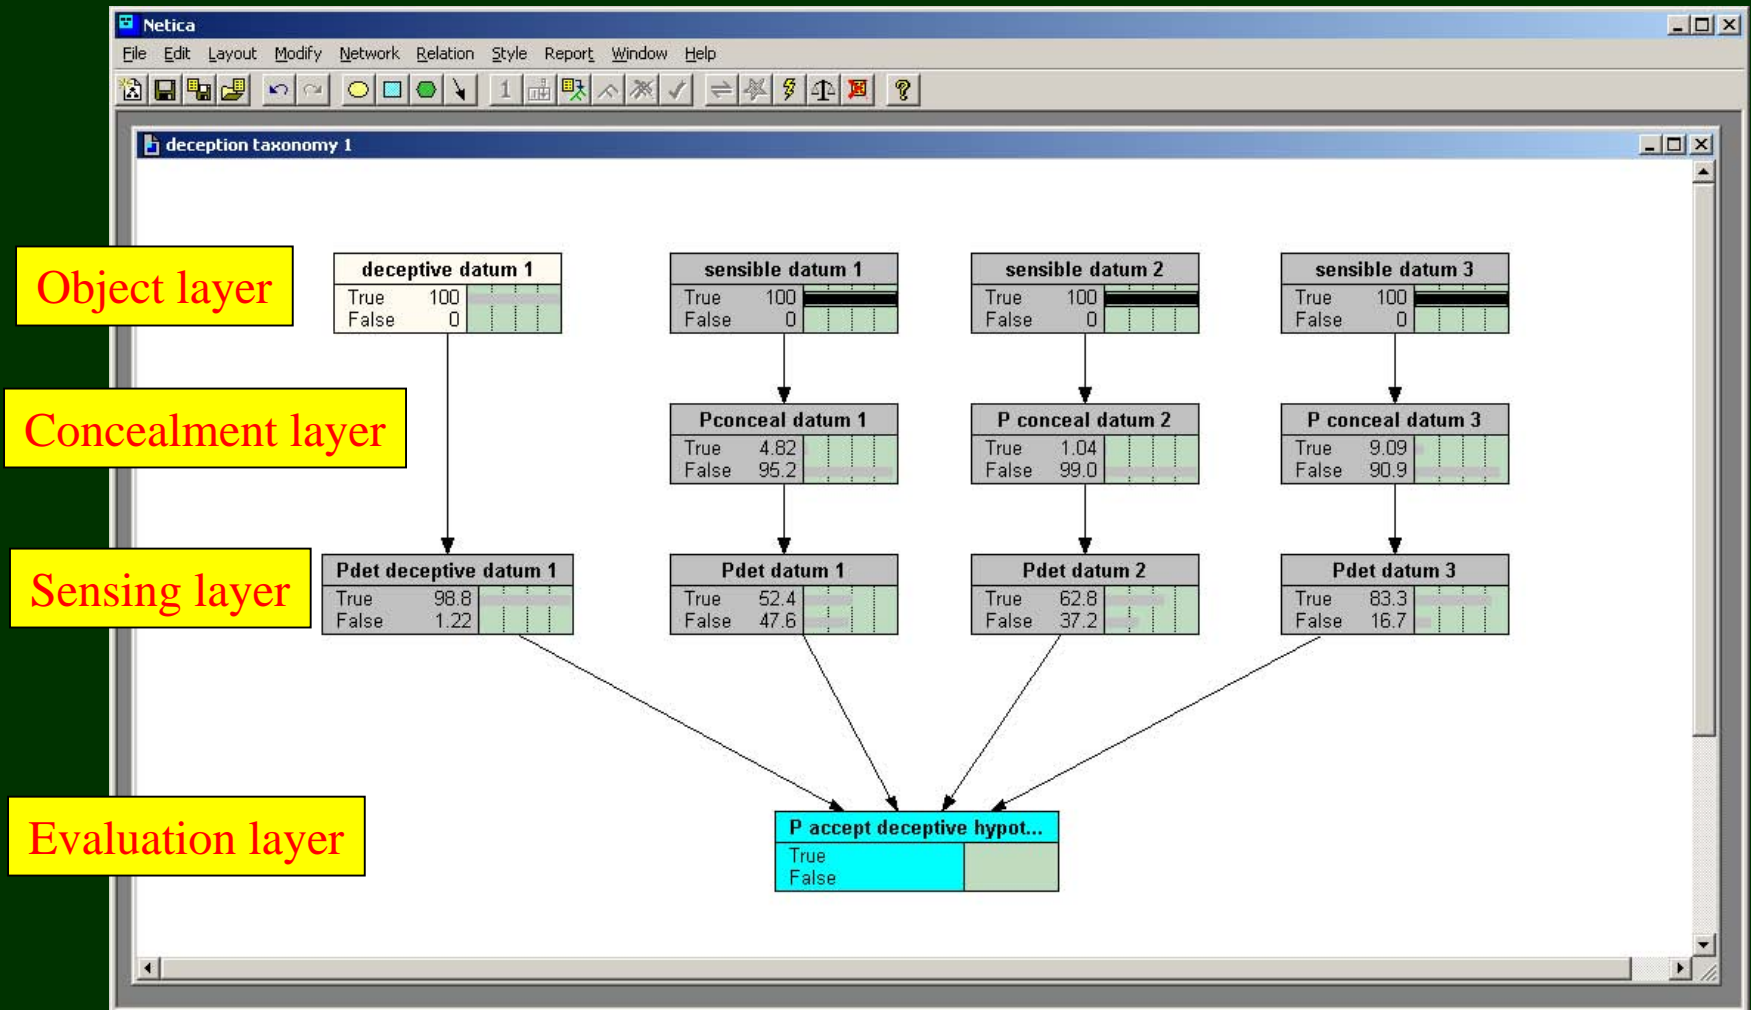 Netica
File Edit Layout Modify Network Relation Style Report Window Help
1 ?
deception taxonomy 1
Object layer
deceptive datum 1
True 100
False 0
sensible datum 1
True 100
False 0
sensible datum 2
True 100
False 0
sensible datum 3
True 100
False 0
Concealment layer
Pconceal datum 1
True 4.82
False 95.2
P conceal datum 2
True 1.04
False 99.0
P conceal datum 3
True 9.09
False 90.9
Sensing layer
Pdet deceptive datum 1
True 98.8
False 1.22
Pdet datum 1
True 52.4
False 47.6
Pdet datum 2
True 62.8
False 37.2
Pdet datum 3
True 83.3
False 16.7
Evaluation layer
P accept deceptive hypot...
True
False